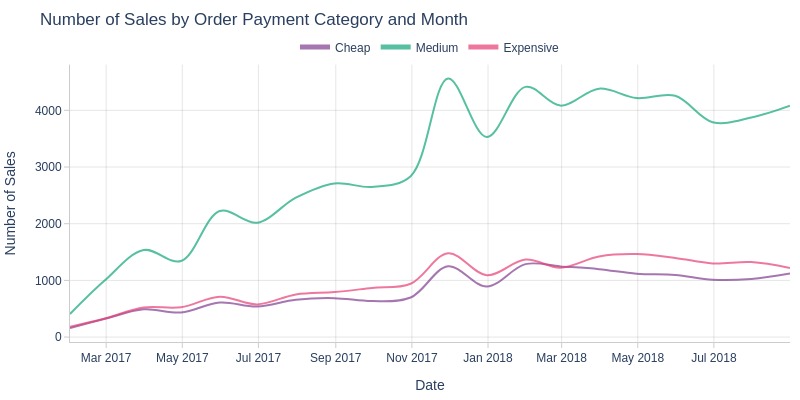 Number of Sales by Order Payment Category and Month
Cheap Medium Expensive
4000
3000
2000
1000
0
Number of Sales
Mar 2017 May 2017 Jul 2017 Sep 2017 Nov 2017 Jan 2018 Mar 2018 May 2018 Jul 2018
Date